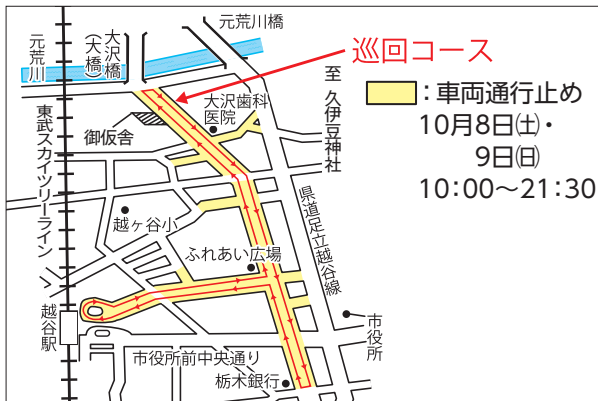 元荒川橋
元荒川
大沢橋
（大橋）
巡回コース
至 久伊豆神社
：車両通行止め
10月8日㈯・
9日㈰
10：00～21：30
大沢歯科
医院
御仮舎
東武スカイツリーライン
越ヶ谷小
県道足立越谷線
ふれあい広場
越谷駅
市役所
市役所前中央通り
栃木銀行